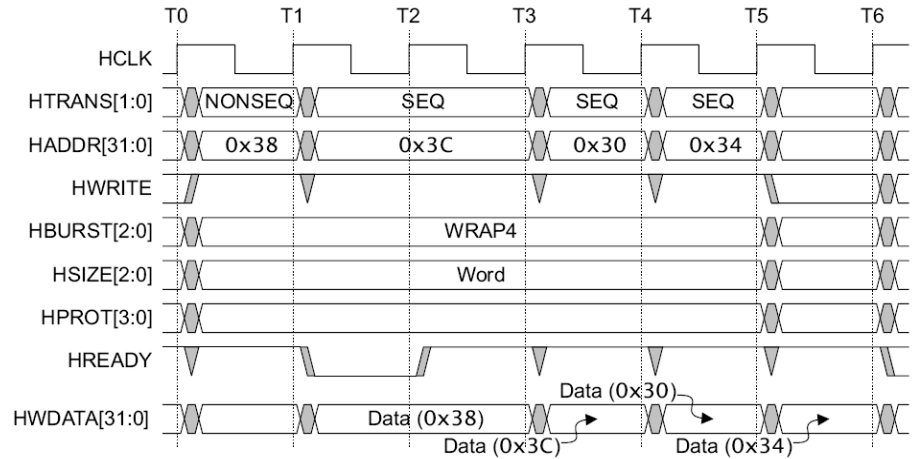 T0 T1 T2 T3 T4 T5 T6
HCLK
HTRANS[1:0] NONSEQ SEQ SEQ SEQ
HADDR[31:0] 0x38 0x3C 0x30 0x34
HWRITE
HBURST[2:0] WRAP4
HSIZE[2:0] Word
HPROT[3:0]
HREADY
Data (0x30)
HWDATA[31:0] Data (0x38)
Data (0x3C) Data (0x34)